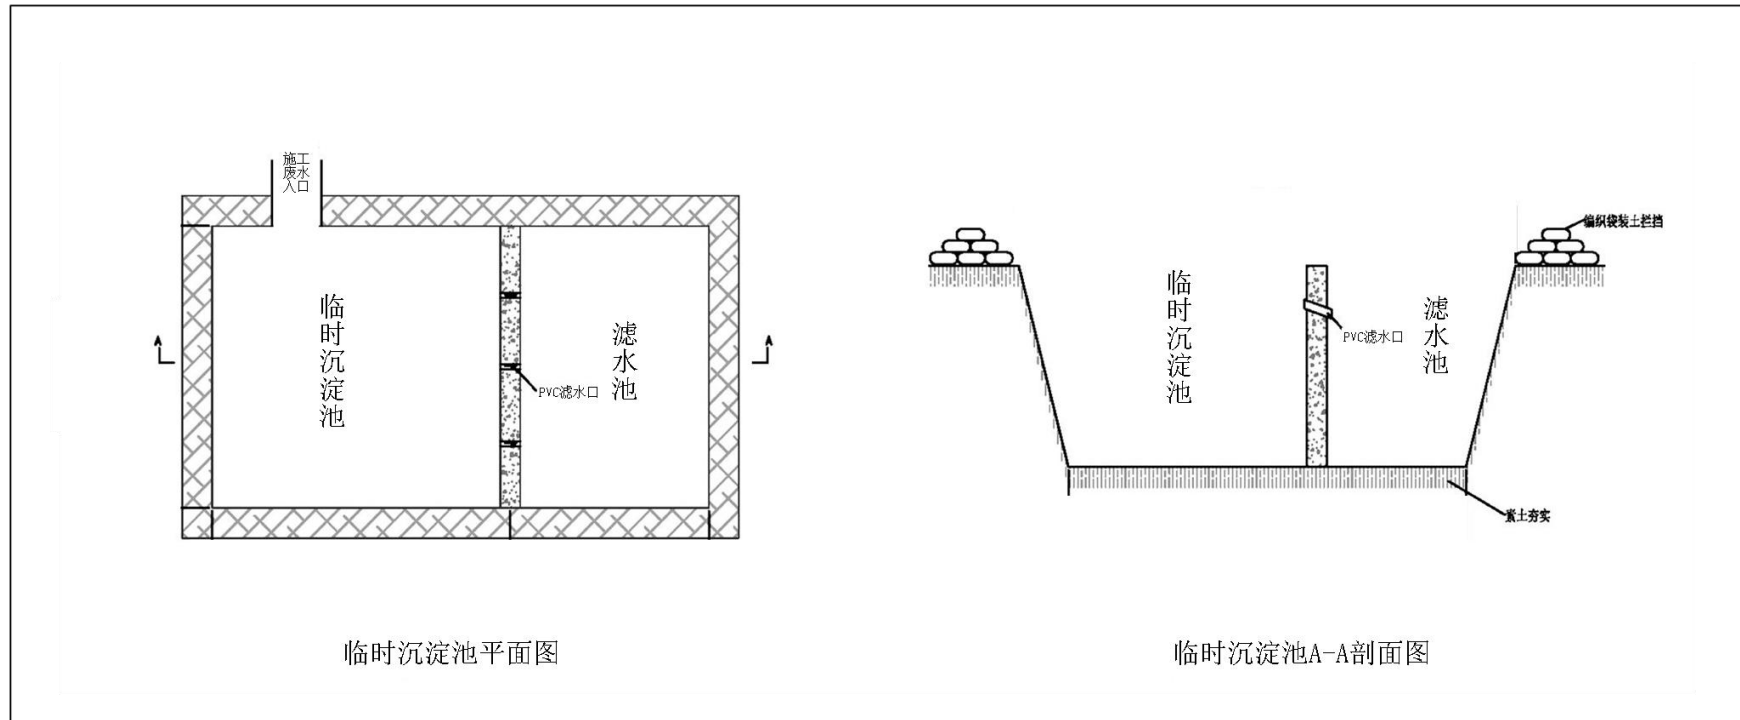 施工
废水
入口
临时沉淀池
滤水池
PVC滤水口
A
A
临时沉淀池平面图
编织袋装土拦挡
临时沉淀池
滤水池
PVC滤水口
素土夯实
临时沉淀池A-A剖面图